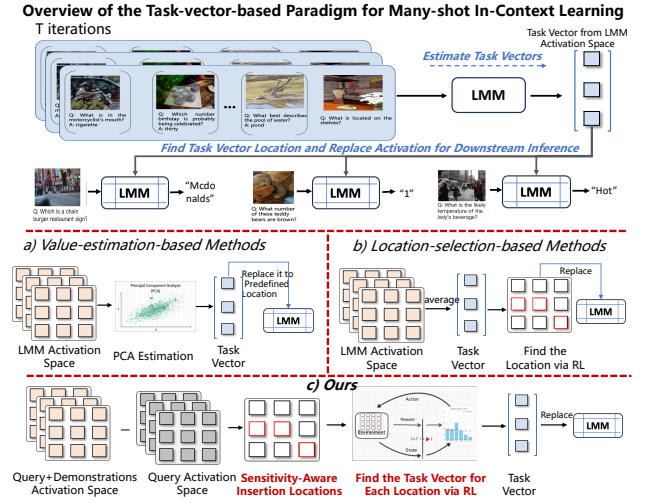 Overview of the Task-vector-based Paradigm for Many-shot In-Context Learning
T iterations
Task Vector from LMM
Activation Space
Estimate Task Vectors
LMM
Q: What is in the
motorcyclist's mouth?
A: cigarette
Q: Which number
birthday is probably
being celebrated?
A: thirty
...
Q: What best describes
the pool of water?
A: pond
Q: What is located on the
shelves?
Find Task Vector Location and Replace Activation for Downstream Inference
LMM
"Mcdo
nalds"
Q: Which is a chain
burger restaurant sign?
LMM
"1"
Q: What number
of these teddy
bears are brown?
LMM
"Hot"
Q: What is the likely
temperature of the
lady's beverage?
a) Value-estimation-based Methods
Principal Component Analysis
(PCA)
Replace it to
Predefined
Location
LMM
LMM Activation
Space
PCA Estimation
Task
Vector
b) Location-selection-based Methods
Replace
average
LMM
LMM Activation
Space
Task
Vector
Find the
Location via RL
c) Ours
Action
Environment
Reward
State
Replace
LMM
Query+Demonstrations
Activation Space
Query Activation
Space
Sensitivity-Aware
Insertion Locations
Find the Task Vector for
Each Location via RL
Task
Vector